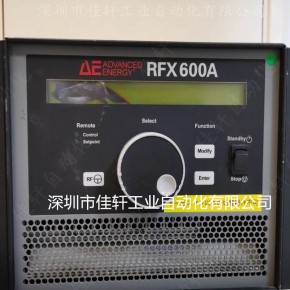 深圳市佳轩工业自动化有限公司
AE ADVANCED ENERGY® RFX 600A
Remote Select Function
Control Setpoint
Standby
RF
Modify
Enter
Stop
深圳市佳轩工业自动化有限公司